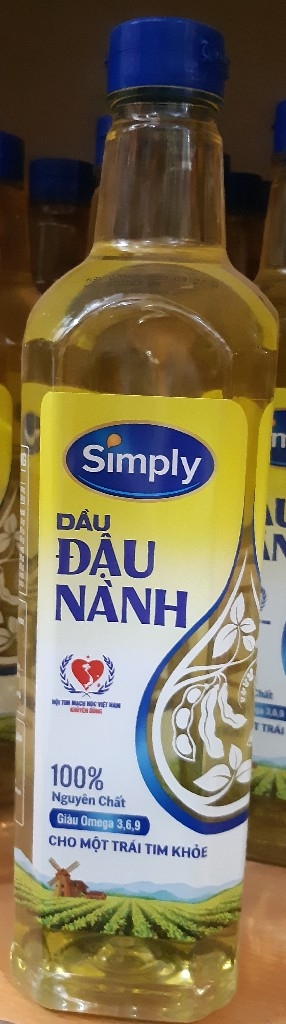 Simply
DẦU
ĐẬU
NÀNH
HỘI TIM MẠCH HỌC VIỆT NAM
KHUYÊN DÙNG
100%
Nguyên Chất
Giàu Omega 3,6,9
CHO MỘT TRÁI TIM KHỎE